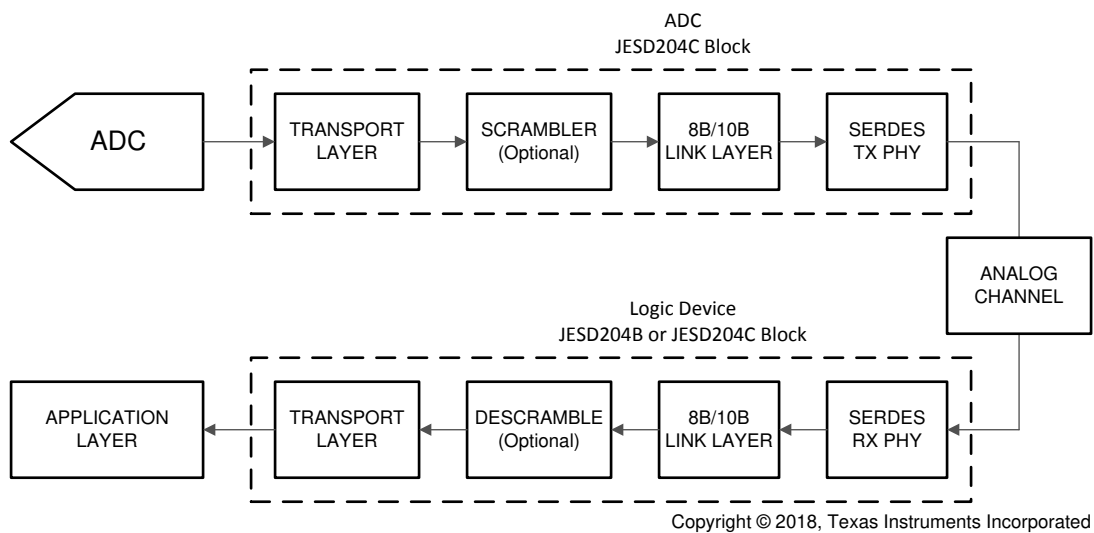 ADC
JESD204C Block
ADC
TRANSPORT
LAYER
SCRAMBLER
(Optional)
8B/10B
LINK LAYER
SERDES
TX PHY
ANALOG
CHANNEL
Logic Device
JESD204B or JESD204C Block
APPLICATION
LAYER
TRANSPORT
LAYER
DESCRAMBLE
(Optional)
8B/10B
LINK LAYER
SERDES
RX PHY
Copyright © 2018, Texas Instruments Incorporated